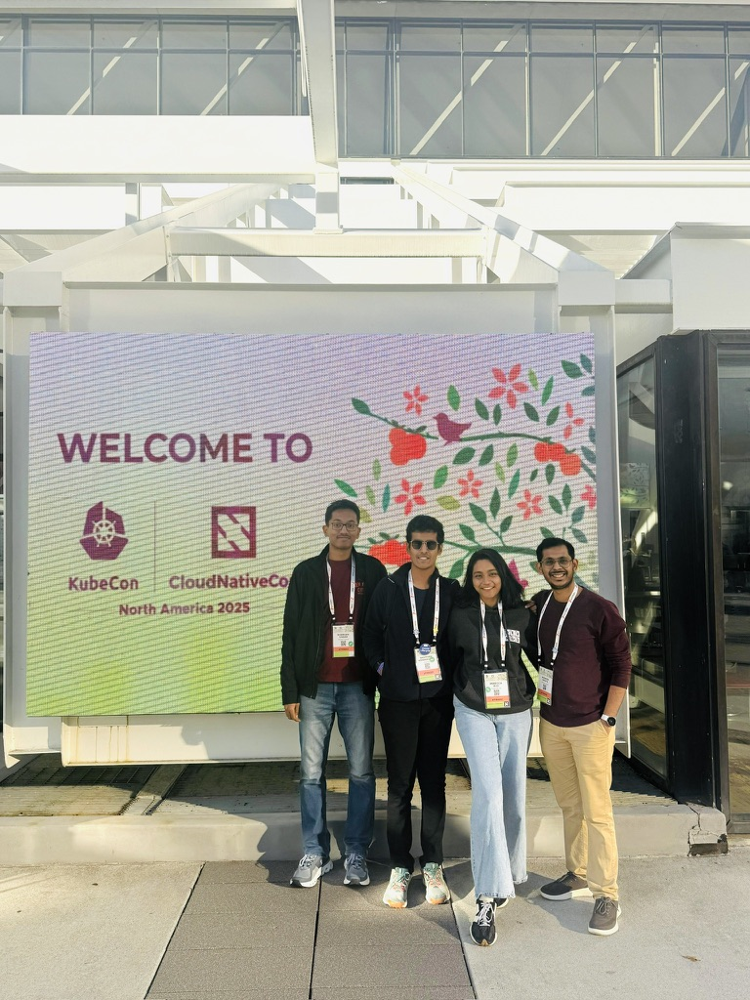 WELCOME TO
KubeCon
CloudNativeCo
North America 2025